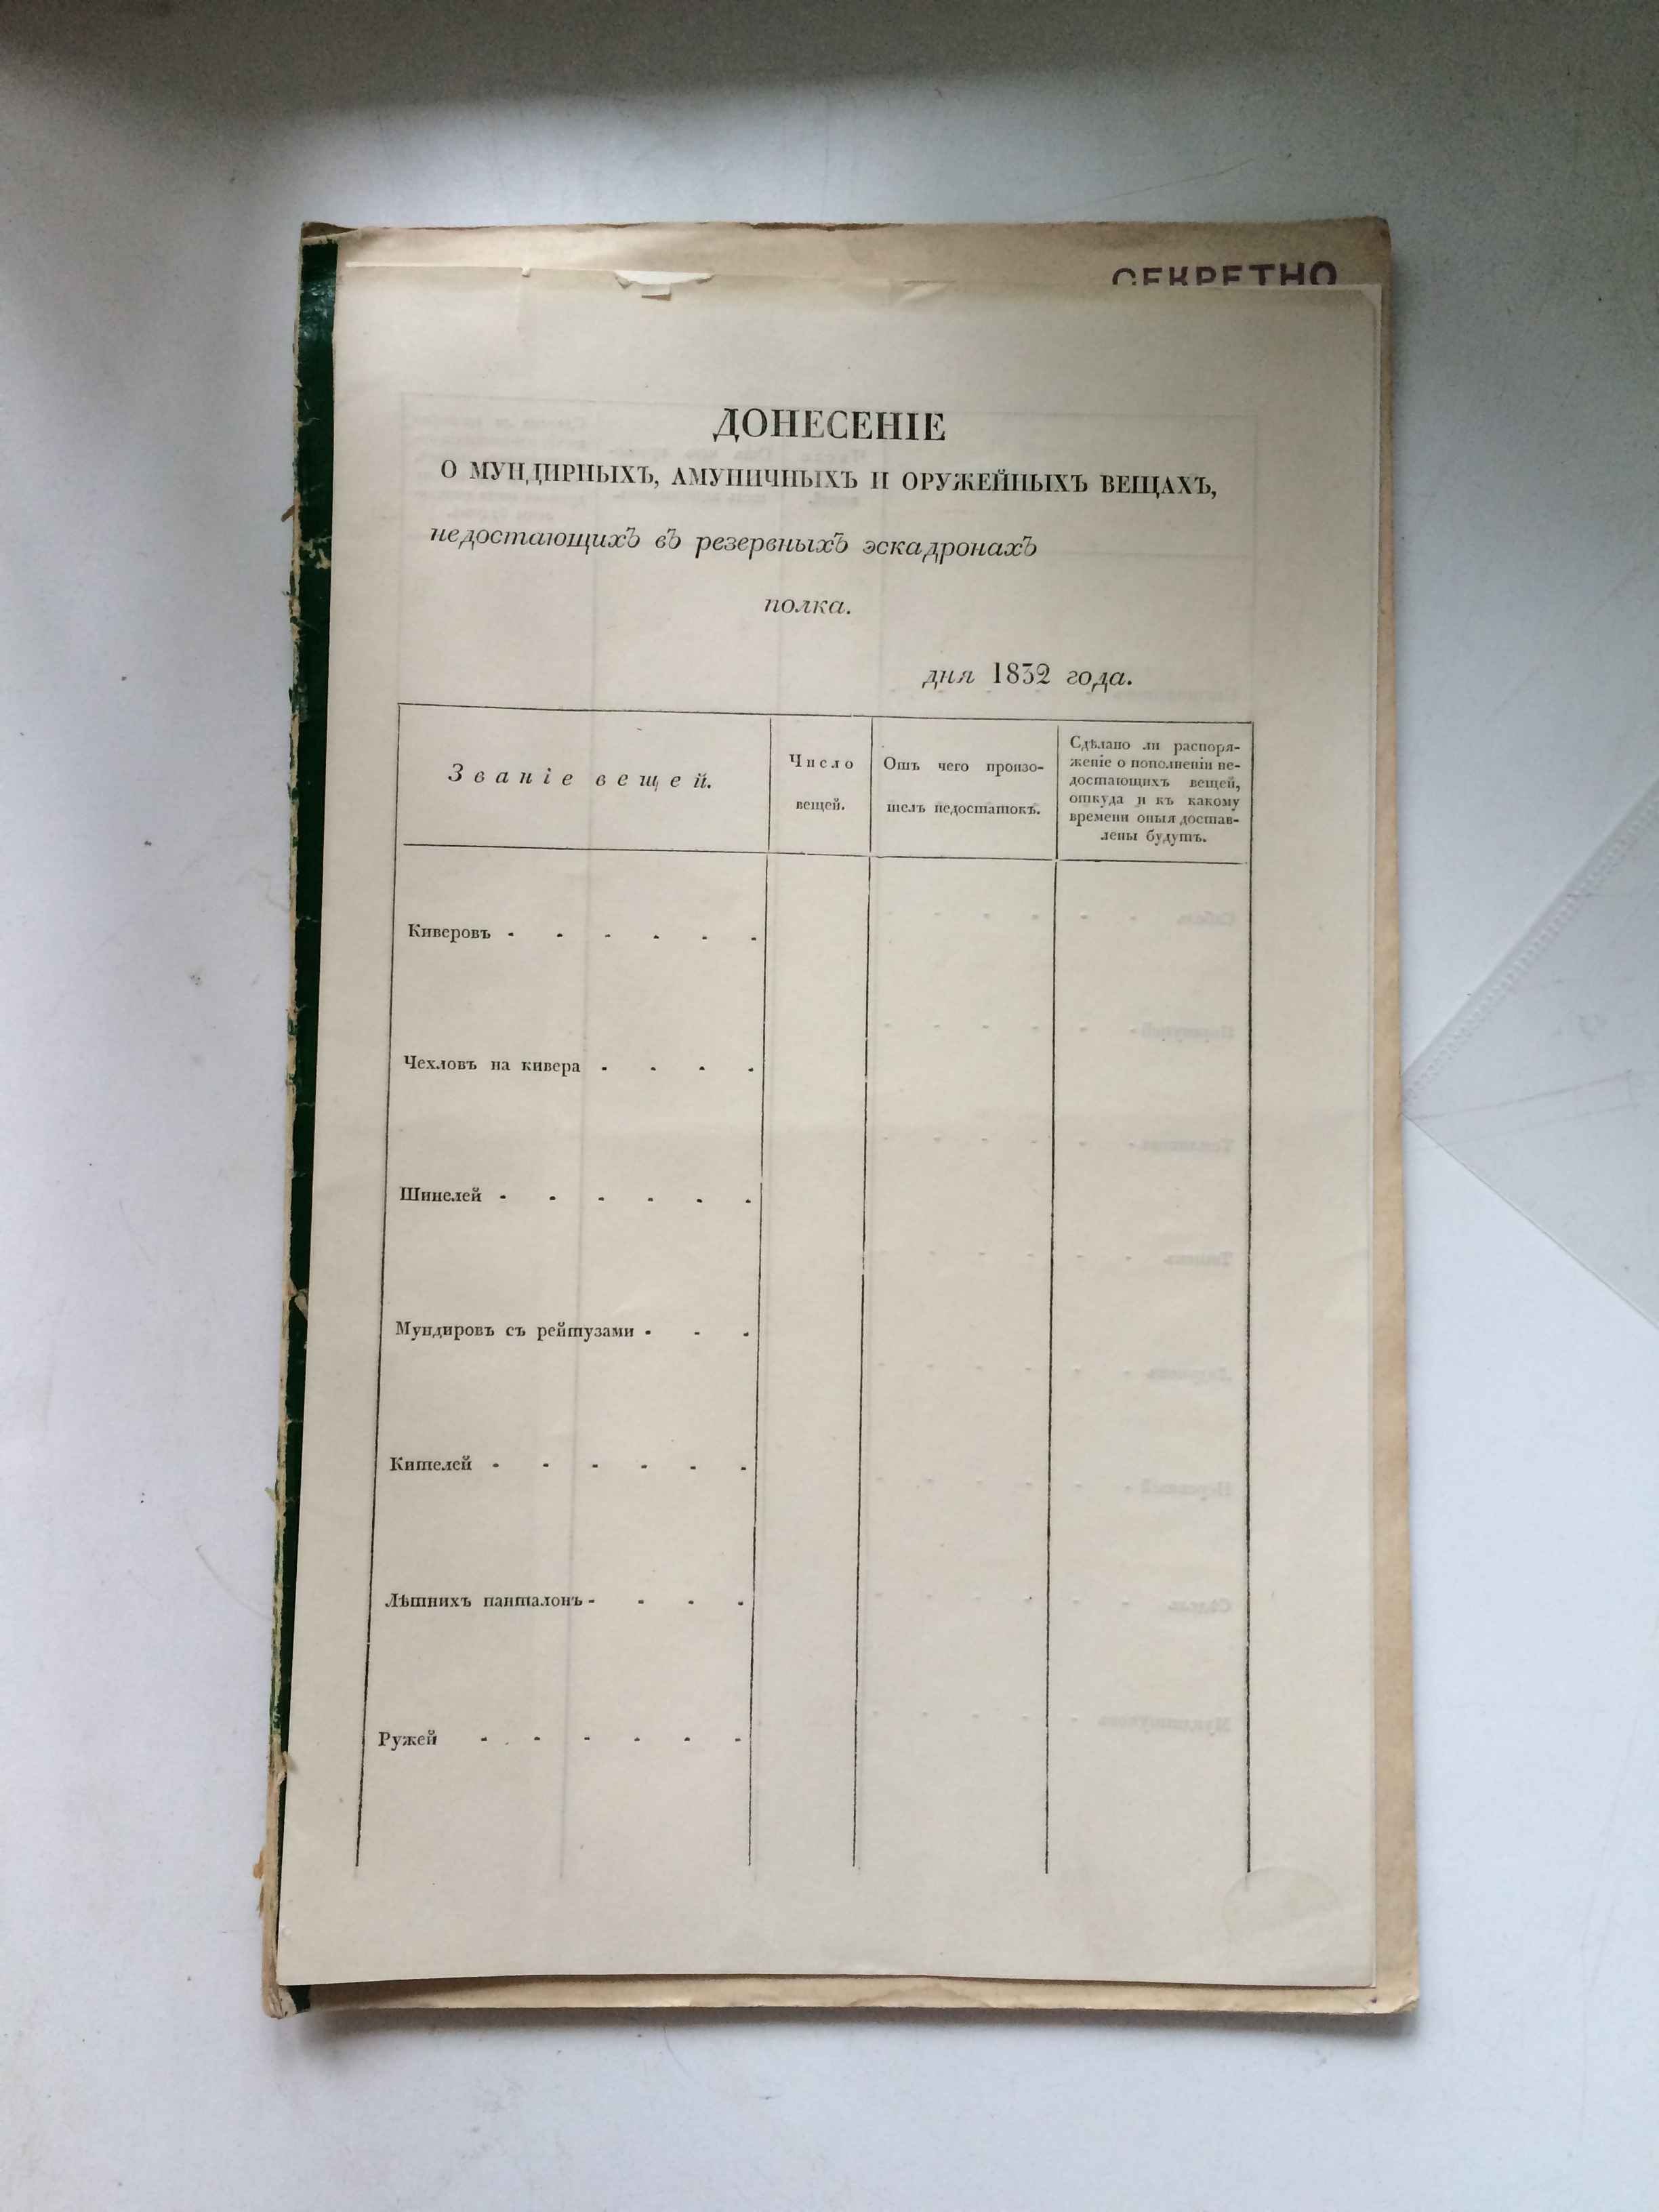 СЕКРЕТНО
ДОНЕСЕНІЕ
О МУНДИРНЫХЪ, АМУНИЧНЫХЪ И ОРУЖЕЙНЫХЪ ВЕЩАХЪ,
недостающихъ въ резервныхъ эскадронахъ
полка.
дня 1832 года.
Званіе вещей.
Число
вещей.
Отъ чего произо-
шелъ недостатокъ.
Сдѣлано ли распоря-
женіе о пополненіи не-
достающихъ вещей,
откуда и къ какому
времени оныя достав-
лены будутъ.
Киверовъ - - - - - -
Чехловъ на кивера - - - -
Шинелей - - - - - -
Мундировъ съ рейтузами - - -
Кителей - - - - - -
Лѣтнихъ панталонъ - - - -
Ружей - - - - - -